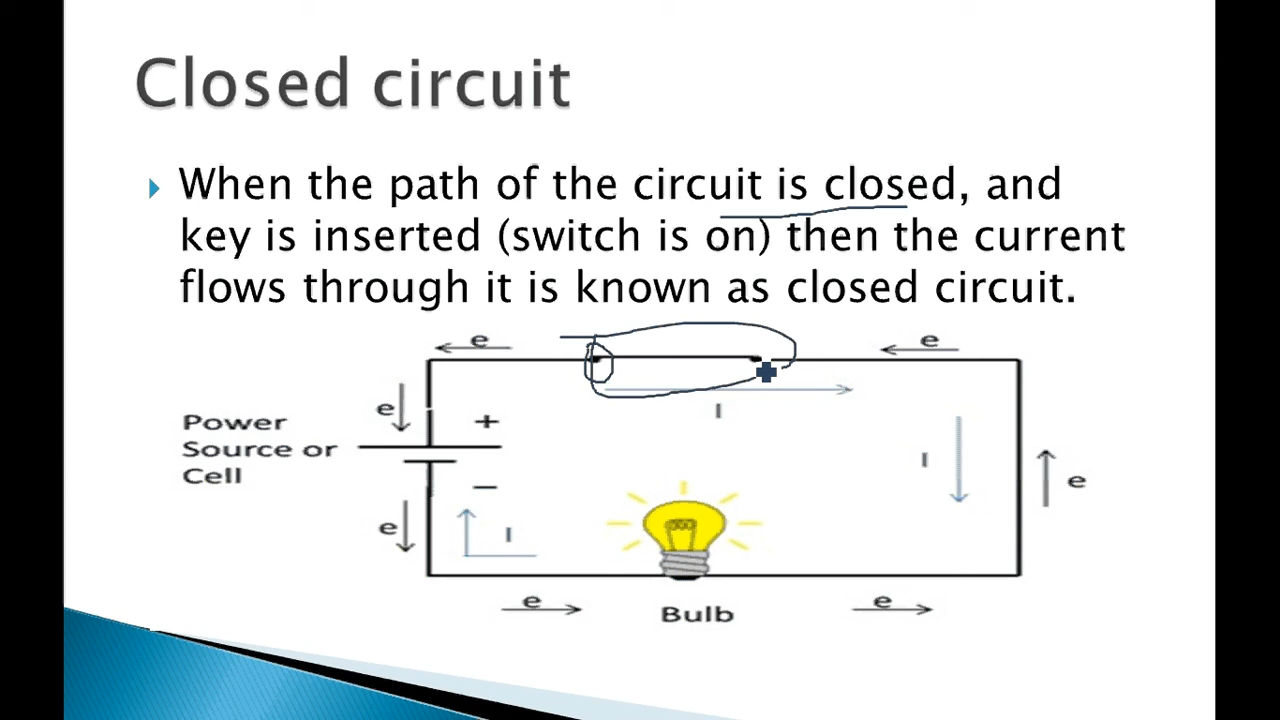 Closed circuit
When the path of the circuit is closed, and
key is inserted (switch is on) then the current
flows through it is known as closed circuit.
e
e
e
+
I
Power
Source or
Cell
I
e
−
e
I
e
e
Bulb